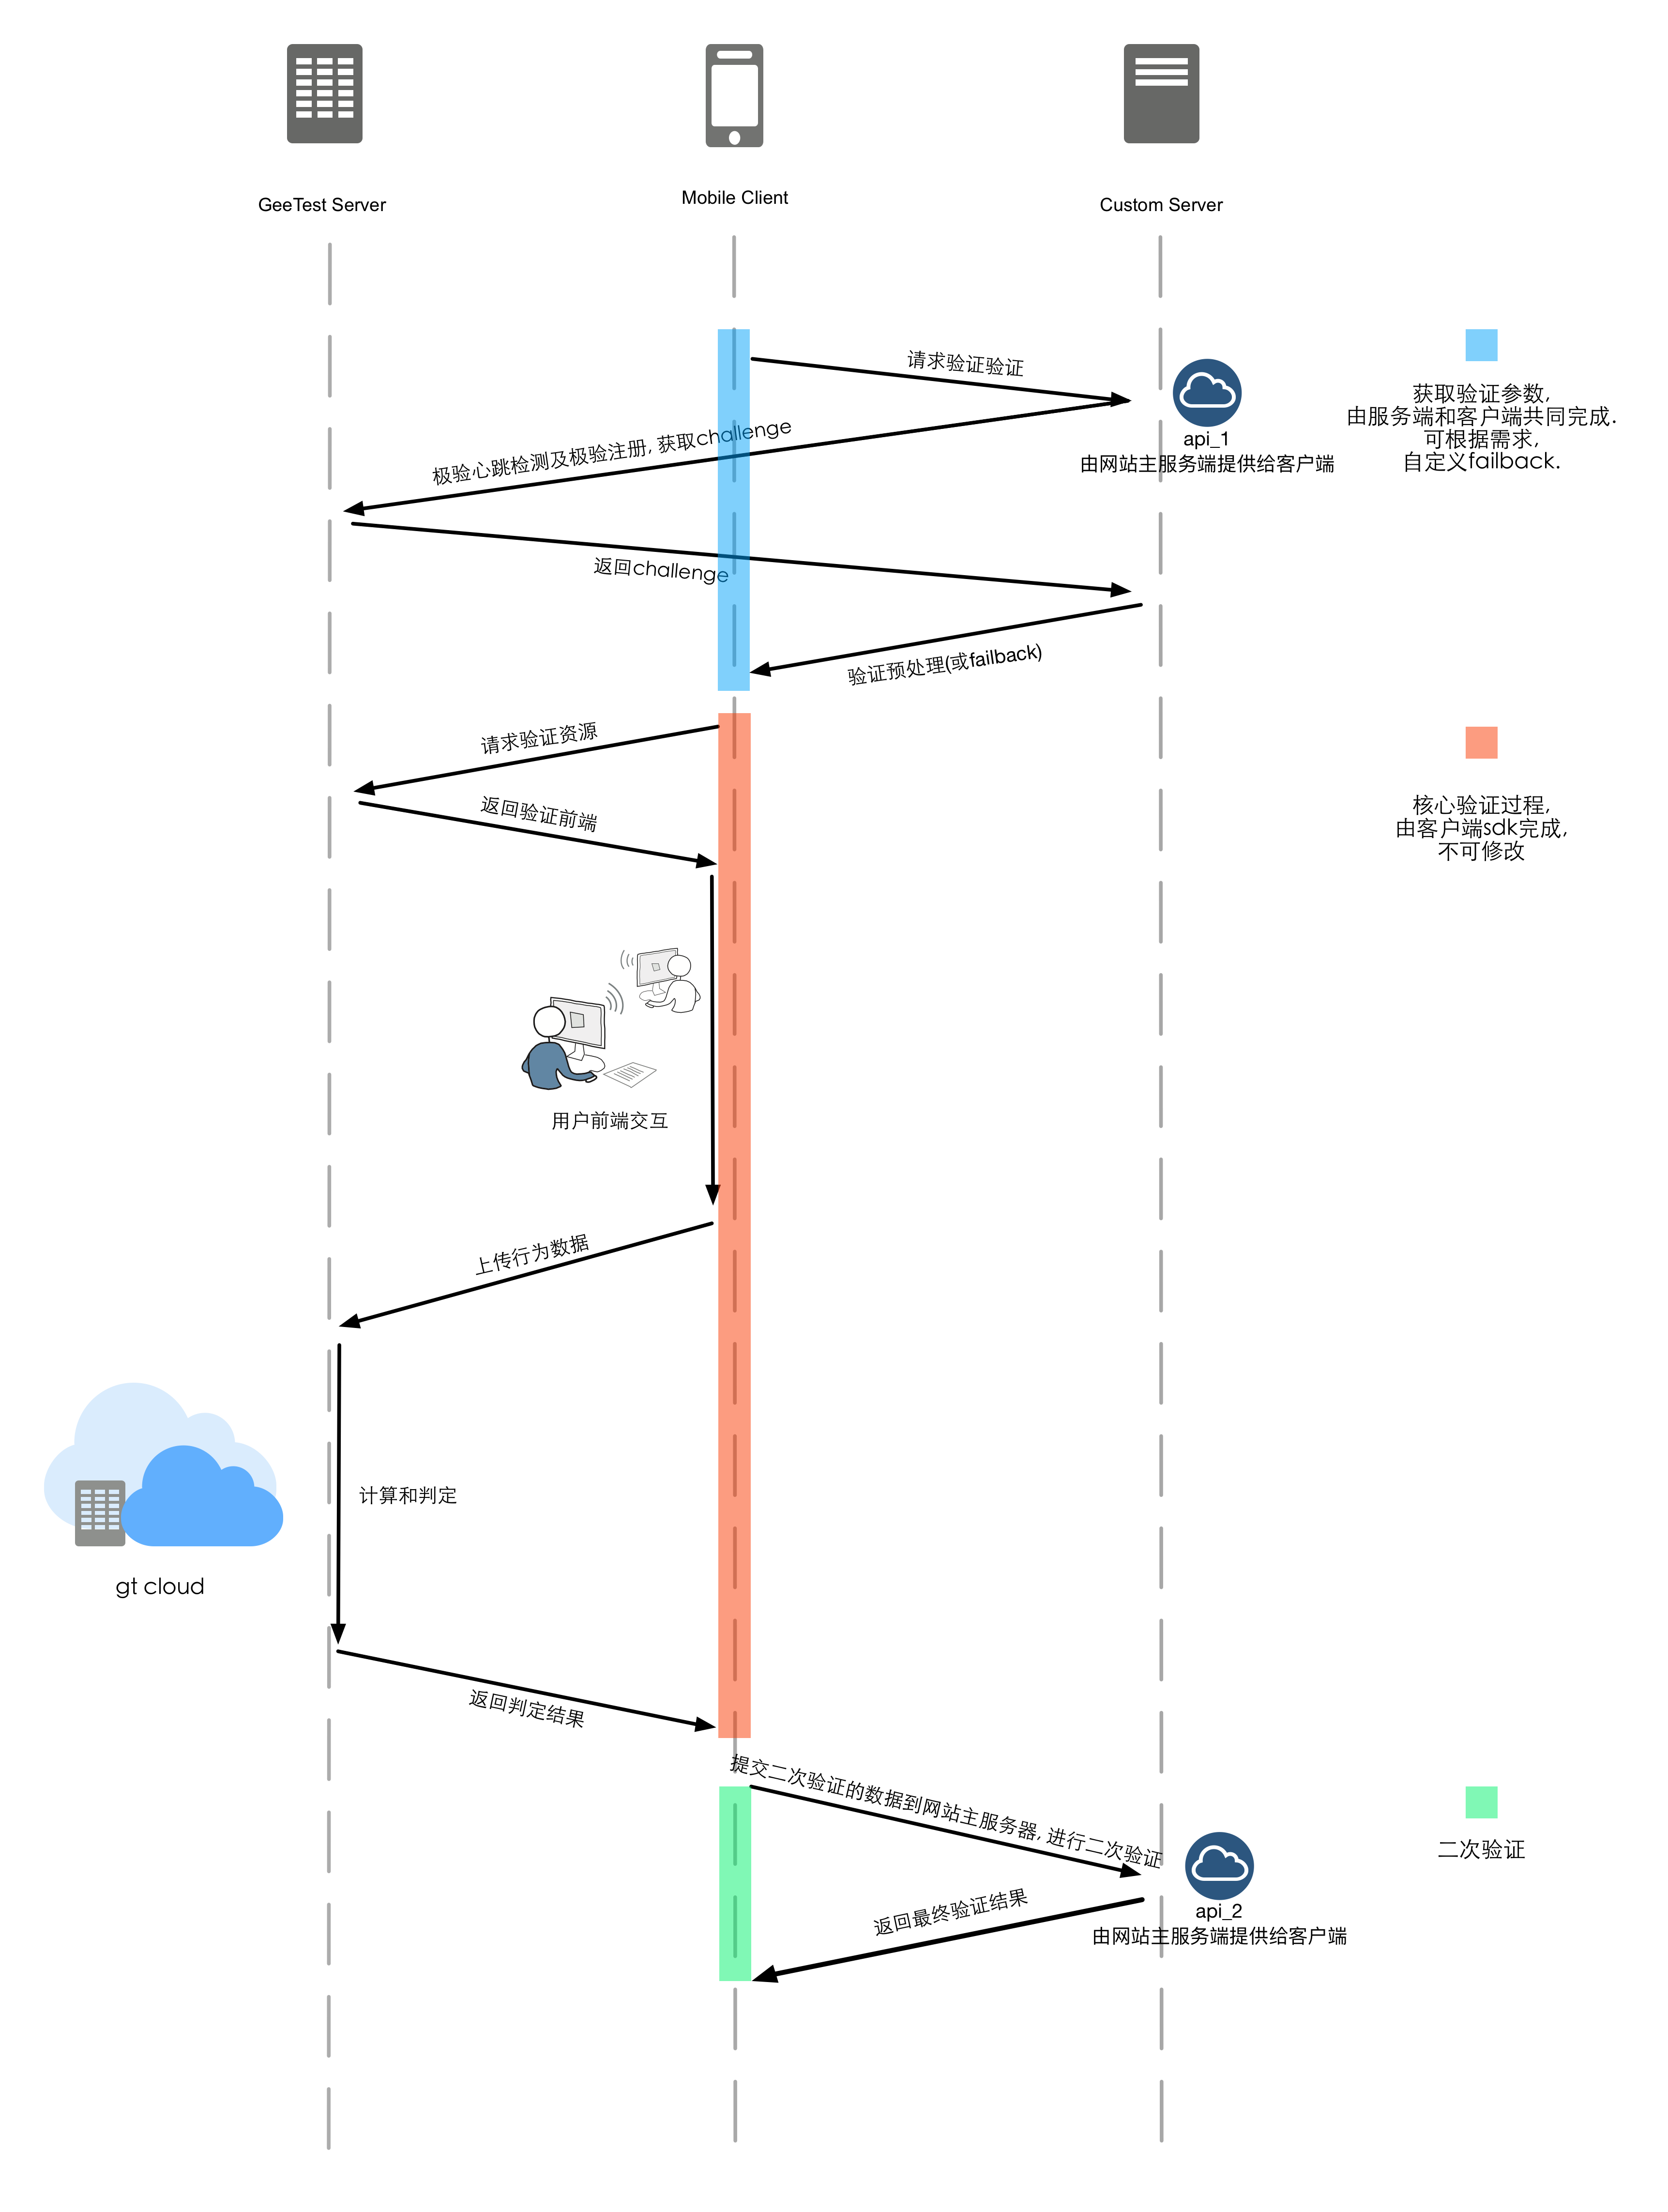 GeeTest Server
Mobile Client
Custom Server
请求验证验证
api_1
由网站主服务端提供给客户端
获取验证参数,
由服务端和客户端共同完成.
可根据需求,
自定义failback.
极验心跳检测及极验注册, 获取challenge
返回challenge
验证预处理(或failback)
请求验证资源
返回验证前端
核心验证过程,
由客户端sdk完成,
不可修改
用户前端交互
上传行为数据
计算和判定
gt cloud
返回判定结果
提交二次验证的数据到网站主服务器, 进行二次验证
二次验证
返回最终验证结果
api_2
由网站主服务端提供给客户端